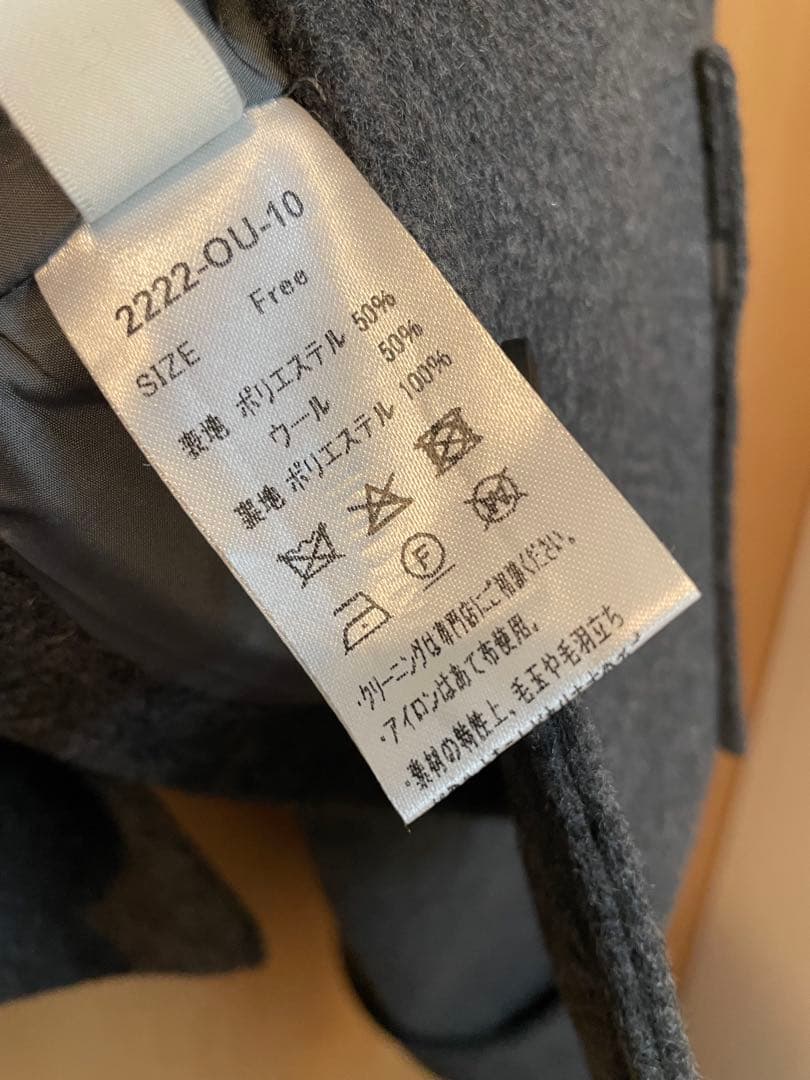 2222-OU-10
SIZE Free
表地 ポリエステル 50%
ウール 50%
裏地 ポリエステル 100%
F
W
・クリーニングは専門店にご相談ください。
・アイロンはあて布使用。
・素材の特性上、毛玉や毛羽立ち